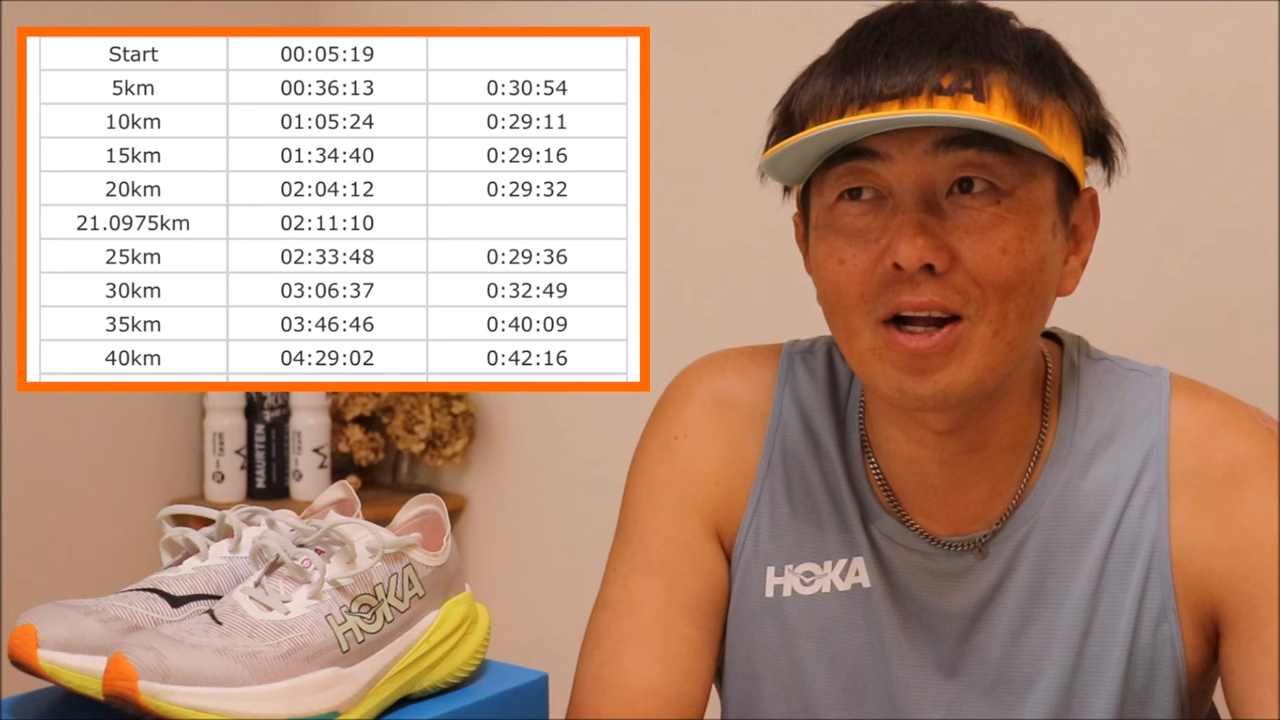 Start 00:05:19
5km 00:36:13 0:30:54
10km 01:05:24 0:29:11
15km 01:34:40 0:29:16
20km 02:04:12 0:29:32
21.0975km 02:11:10
25km 02:33:48 0:29:36
30km 03:06:37 0:32:49
35km 03:46:46 0:40:09
40km 04:29:02 0:42:16
HOKA
MAURTEN
HOKA
HOKA